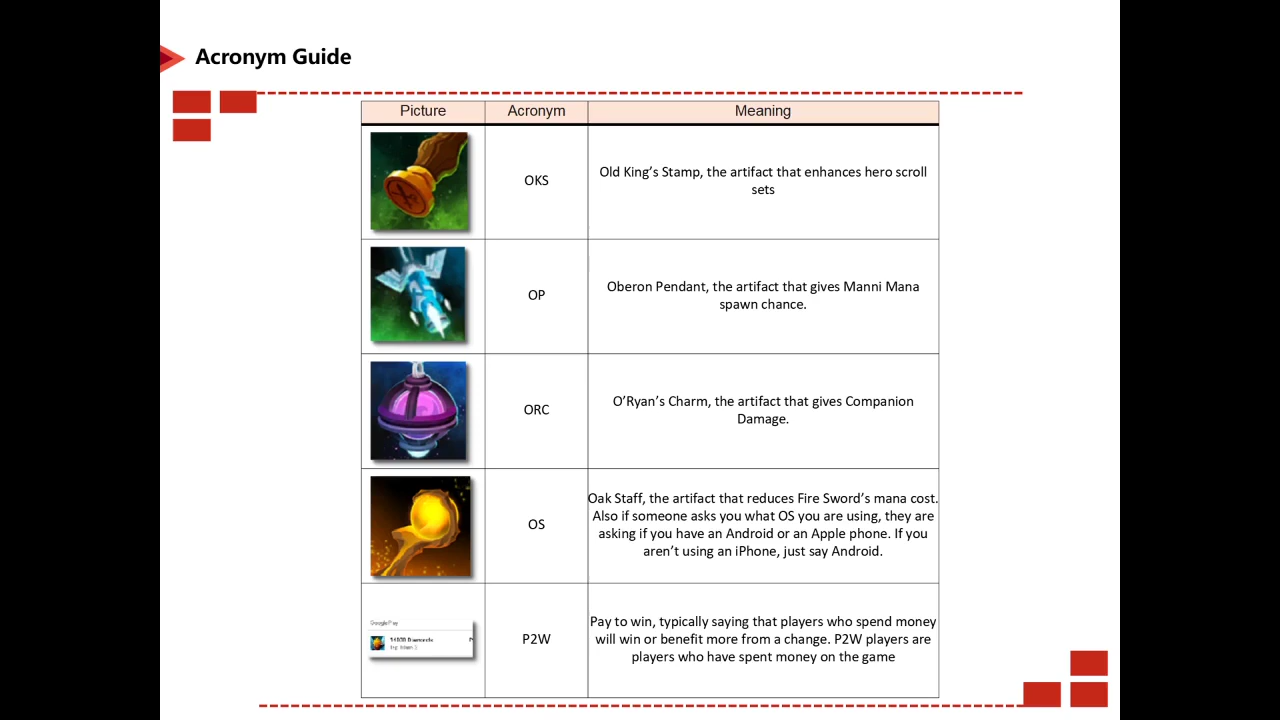 Acronym Guide
Picture Acronym Meaning
OKS
Old King’s Stamp, the artifact that enhances hero scroll
sets
OP
Oberon Pendant, the artifact that gives Manni Mana
spawn chance.
ORC
O’Ryan’s Charm, the artifact that gives Companion
Damage.
OS
Oak Staff, the artifact that reduces Fire Sword’s mana cost.
Also if someone asks you what OS you are using, they are
asking if you have an Android or an Apple phone. If you
aren’t using an iPhone, just say Android.
Google Play
Diamonds
P2W
Pay to win, typically saying that players who spend money
will win or benefit more from a change. P2W players are
players who have spent money on the game